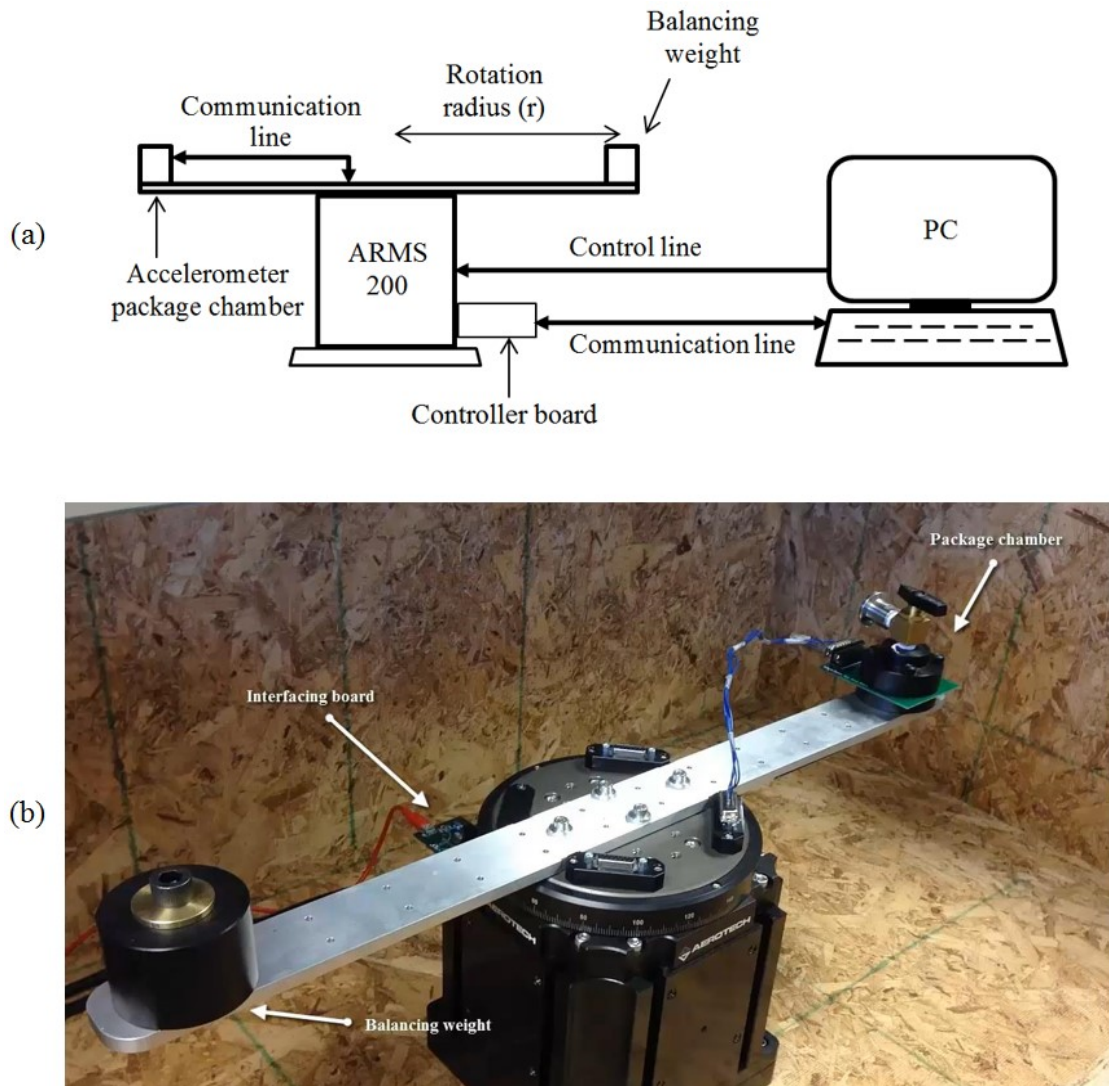 Balancing
weight
Rotation
radius (r)
Communication
line
(a)
ARMS
200
PC
Control line
Accelerometer
package chamber
Communication line
Controller board
Package chamber
Interfacing board
(b)
AEROTECH
AEROTECH
Balancing weight